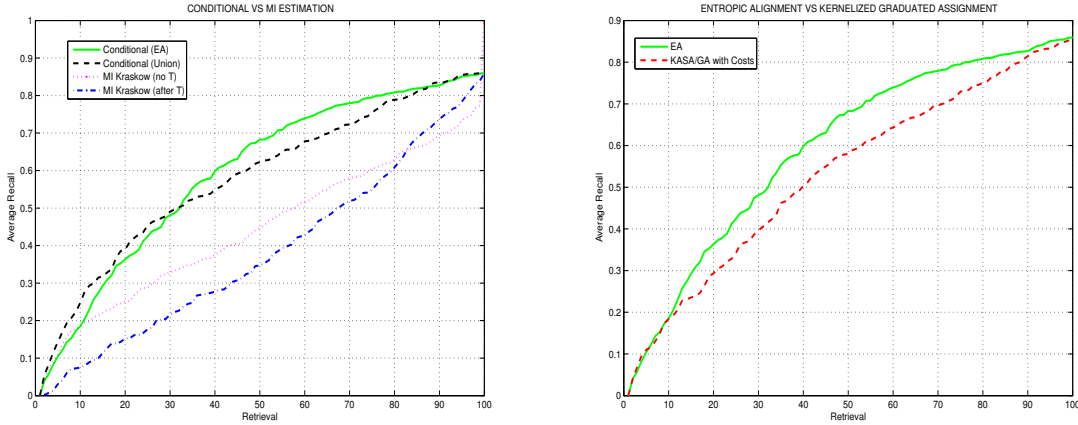 CONDITIONAL VS MI ESTIMATION
1
0.9
0.8
0.7
0.6
0.5
0.4
0.3
0.2
0.1
0
Average Recall
Conditional (EA)
Conditional (Union)
MI Kraskow (no T)
MI Kraskow (after T)
0 10 20 30 40 50 60 70 80 90 100
Retrieval
ENTROPIC ALIGNMENT VS KERNELIZED GRADUATED ASSIGNMENT
0.9
0.8
0.7
0.6
0.5
0.4
0.3
0.2
0.1
0
Average Recall
EA
KASA/GA with Costs
0 10 20 30 40 50 60 70 80 90 100
Retrieval